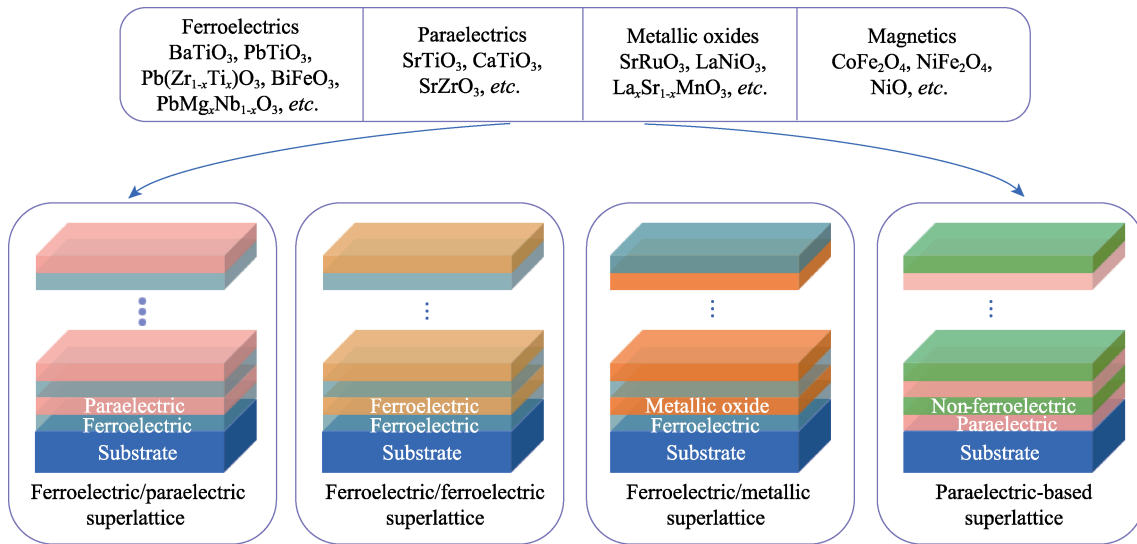 Ferroelectrics
BaTiO₃, PbTiO₃,
Pb(Zr₁₋ₓTiₓ)O₃, BiFeO₃,
PbMgₓNb₁₋ₓO₃, etc.
Paraelectrics
SrTiO₃, CaTiO₃,
SrZrO₃, etc.
Metallic oxides
SrRuO₃, LaNiO₃,
LaₓSr₁₋ₓMnO₃, etc.
Magnetics
CoFe₂O₄, NiFe₂O₄,
NiO, etc.
Paraelectric
Ferroelectric
Substrate
Ferroelectric/paraelectric
superlattice
Ferroelectric
Ferroelectric
Substrate
Ferroelectric/ferroelectric
superlattice
Metallic oxide
Ferroelectric
Substrate
Ferroelectric/metallic
superlattice
Non-ferroelectric
Paraelectric
Substrate
Paraelectric-based
superlattice